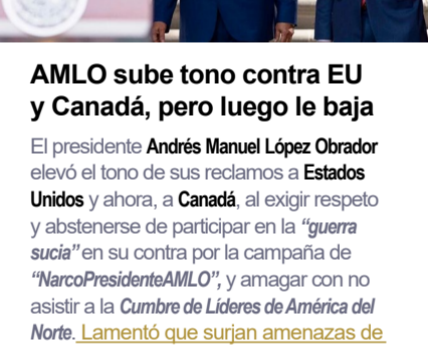 AMLO sube tono contra EU
y Canadá, pero luego le baja
El presidente Andrés Manuel López Obrador
elevó el tono de sus reclamos a Estados
Unidos y ahora, a Canadá, al exigir respeto
y abstenerse de participar en la “guerra
sucia” en su contra por la campaña de
“NarcoPresidenteAMLO”, y amagar con no
asistir a la Cumbre de Líderes de América del
Norte. Lamentó que surjan amenazas de